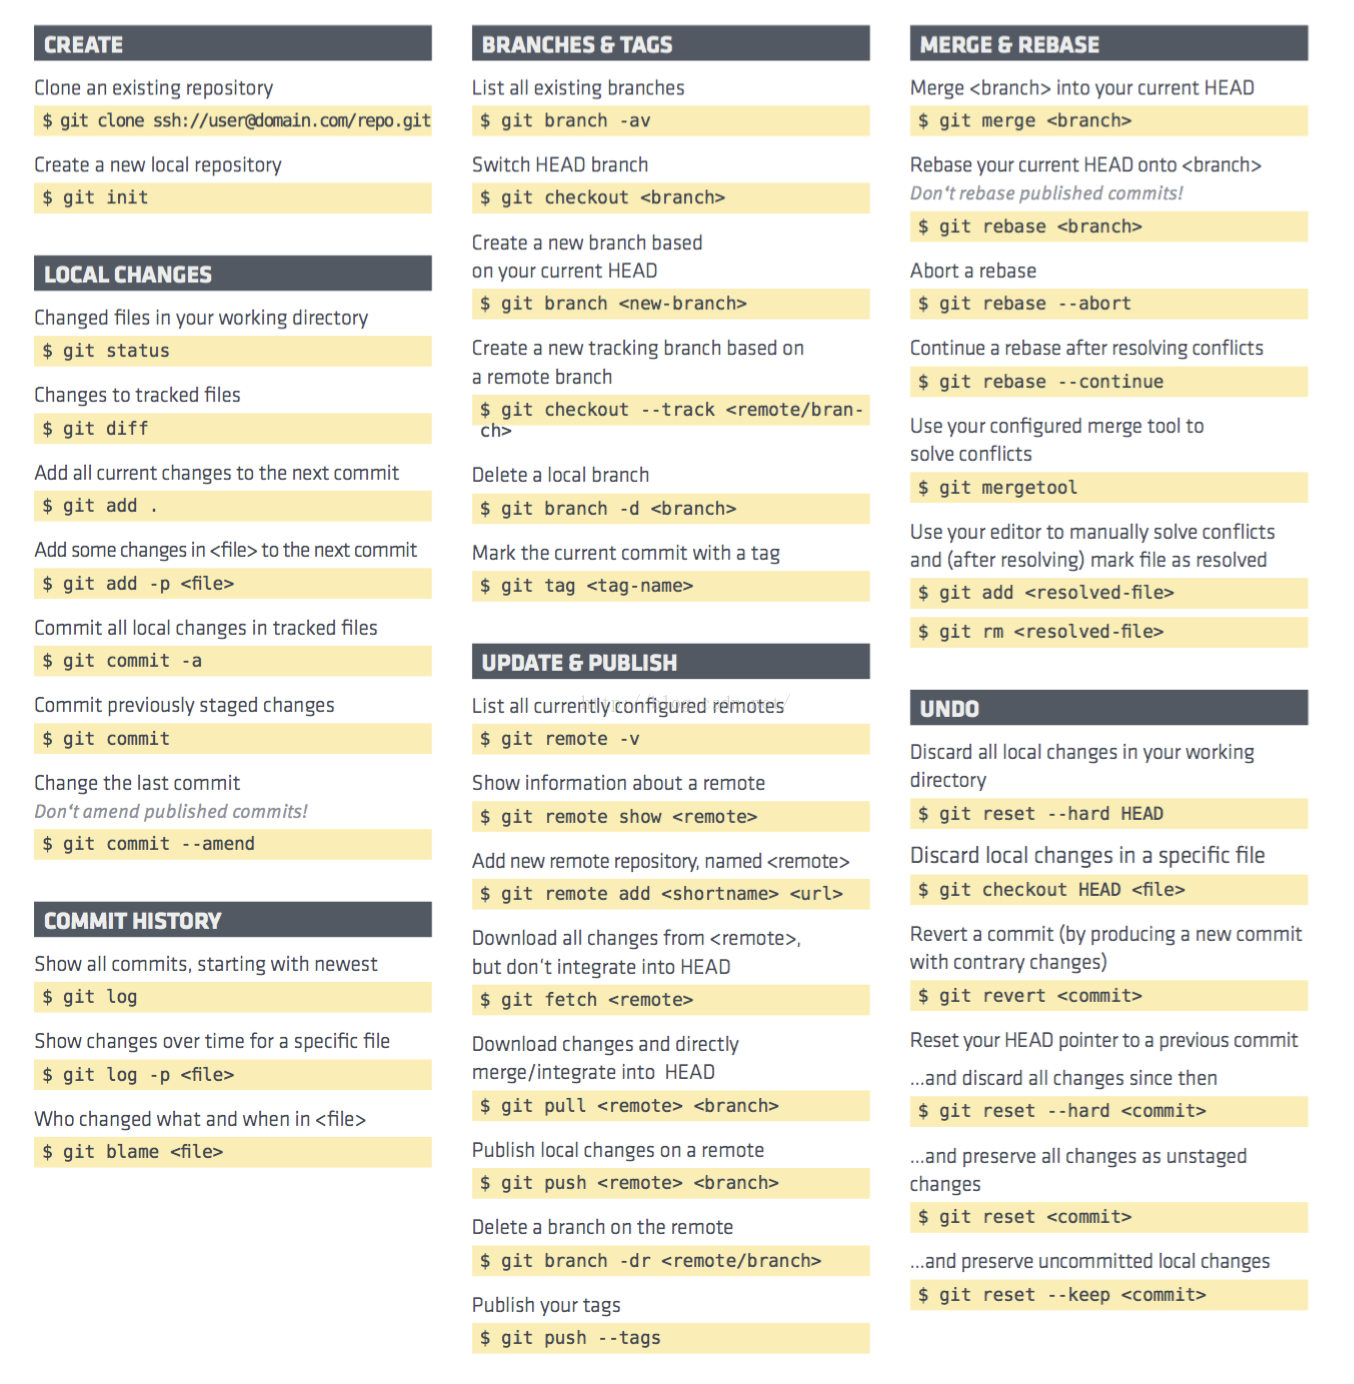 CREATE
Clone an existing repository
$ git clone ssh://user@domain.com/repo.git
Create a new local repository
$ git init
LOCAL CHANGES
Changed files in your working directory
$ git status
Changes to tracked files
$ git diff
Add all current changes to the next commit
$ git add .
Add some changes in <file> to the next commit
$ git add -p <file>
Commit all local changes in tracked files
$ git commit -a
Commit previously staged changes
$ git commit
Change the last commit
Don't amend published commits!
$ git commit --amend
COMMIT HISTORY
Show all commits, starting with newest
$ git log
Show changes over time for a specific file
$ git log -p <file>
Who changed what and when in <file>
$ git blame <file>
BRANCHES & TAGS
List all existing branches
$ git branch -av
Switch HEAD branch
$ git checkout <branch>
Create a new branch based
on your current HEAD
$ git branch <new-branch>
Create a new tracking branch based on
a remote branch
$ git checkout --track <remote/bran-
ch>
Delete a local branch
$ git branch -d <branch>
Mark the current commit with a tag
$ git tag <tag-name>
UPDATE & PUBLISH
List all currently configured remotes
$ git remote -v
Show information about a remote
$ git remote show <remote>
Add new remote repository, named <remote>
$ git remote add <shortname> <url>
Download all changes from <remote>,
but don't integrate into HEAD
$ git fetch <remote>
Download changes and directly
merge/integrate into HEAD
$ git pull <remote> <branch>
Publish local changes on a remote
$ git push <remote> <branch>
Delete a branch on the remote
$ git branch -dr <remote/branch>
Publish your tags
$ git push --tags
MERGE & REBASE
Merge <branch> into your current HEAD
$ git merge <branch>
Rebase your current HEAD onto <branch>
Don't rebase published commits!
$ git rebase <branch>
Abort a rebase
$ git rebase --abort
Continue a rebase after resolving conflicts
$ git rebase --continue
Use your configured merge tool to
solve conflicts
$ git mergetool
Use your editor to manually solve conflicts
and (after resolving) mark file as resolved
$ git add <resolved-file>
$ git rm <resolved-file>
UNDO
Discard all local changes in your working
directory
$ git reset --hard HEAD
Discard local changes in a specific file
$ git checkout HEAD <file>
Revert a commit (by producing a new commit
with contrary changes)
$ git revert <commit>
Reset your HEAD pointer to a previous commit
...and discard all changes since then
$ git reset --hard <commit>
...and preserve all changes as unstaged
changes
$ git reset <commit>
...and preserve uncommitted local changes
$ git reset --keep <commit>